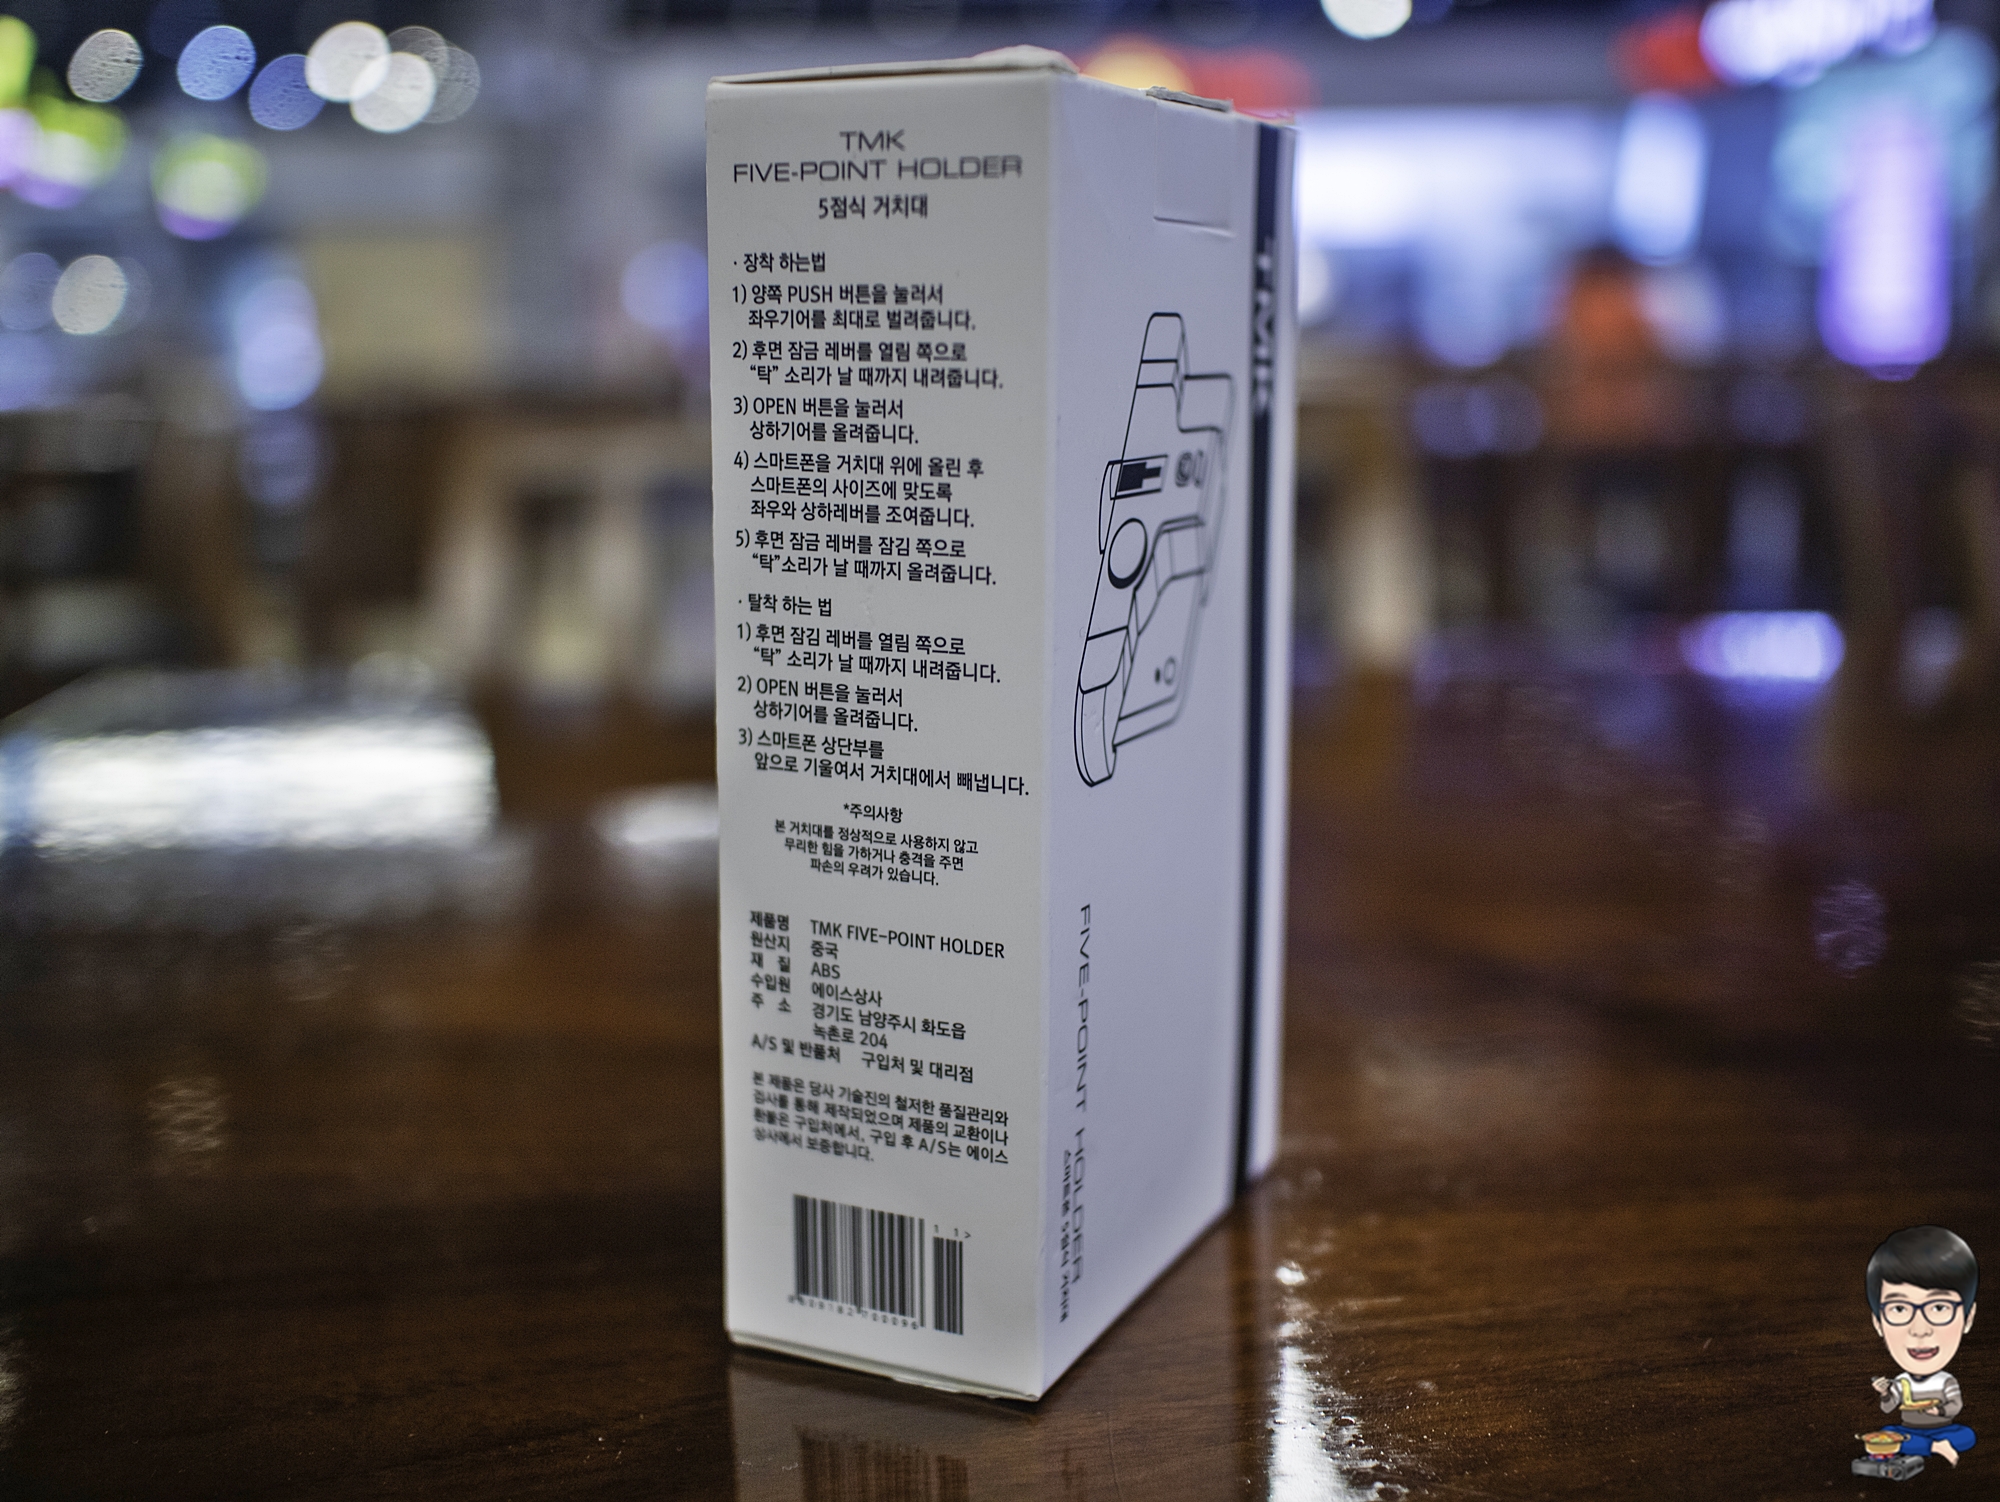 TMK
FIVE-POINT HOLDER
5점식 거치대
· 장착 하는법
1) 양쪽 PUSH 버튼을 눌러서
좌우기어를 최대로 벌려줍니다.
2) 후면 잠금 레버를 열림 쪽으로
“탁” 소리가 날 때까지 내려줍니다.
3) OPEN 버튼을 눌러서
상하기어를 올려줍니다.
4) 스마트폰을 거치대 위에 올린 후
스마트폰의 사이즈에 맞도록
좌우와 상하레버를 조여줍니다.
5) 후면 잠금 레버를 잠김 쪽으로
“탁”소리가 날 때까지 올려줍니다.
· 탈착 하는 법
1) 후면 잠김 레버를 열림 쪽으로
“탁” 소리가 날 때까지 내려줍니다.
2) OPEN 버튼을 눌러서
상하기어를 올려줍니다.
3) 스마트폰 상단부를
앞으로 기울여서 거치대에서 빼냅니다.
*주의사항
본 거치대를 정상적으로 사용하지 않고
무리한 힘을 가하거나 충격을 주면
파손의 우려가 있습니다.
제품명 TMK FIVE-POINT HOLDER
원산지 중국
재 질 ABS
수입원 에이스상사
주 소 경기도 남양주시 화도읍
녹촌로 204
A/S 및 반품처 구입처 및 대리점
본 제품은 당사 기술진의 철저한 품질관리와
검사를 통해 제작되었으며 제품의 교환이나
환불은 구입처에서, 구입 후 A/S는 에이스
상사에서 보증합니다.
1 1 >
FIVE-POINT HOLDER
스마트폰 5점식 거치대
TMK